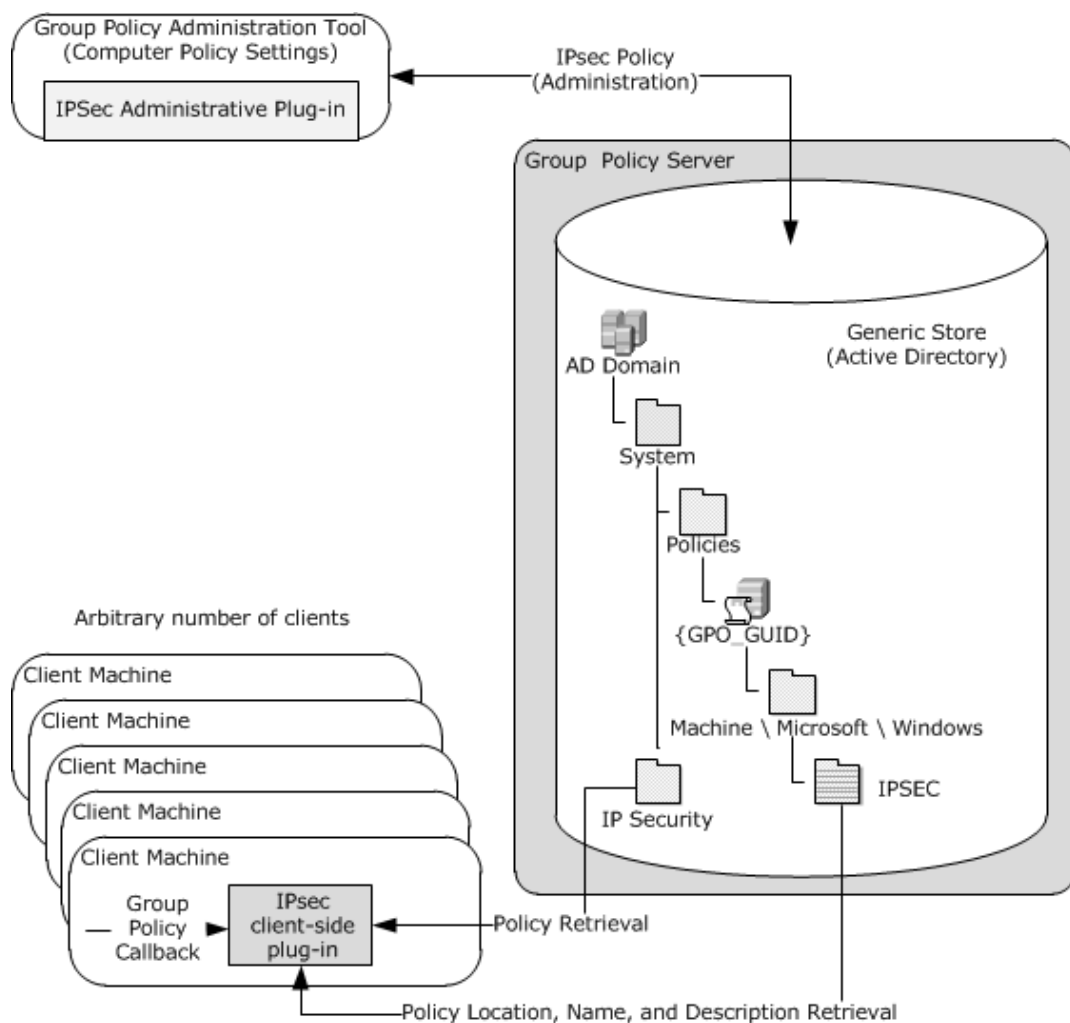 Group Policy Administration Tool
(Computer Policy Settings)
IPSec Administrative Plug-in
IPsec Policy
(Administration)
Group Policy Server
Generic Store
(Active Directory)
AD Domain
System
Policies
{GPO_GUID}
Machine \ Microsoft \ Windows
IPSEC
IP Security
Arbitrary number of clients
Client Machine
Client Machine
Client Machine
Client Machine
Client Machine
Group
Policy
Callback
IPsec
client-side
plug-in
Policy Retrieval
Policy Location, Name, and Description Retrieval